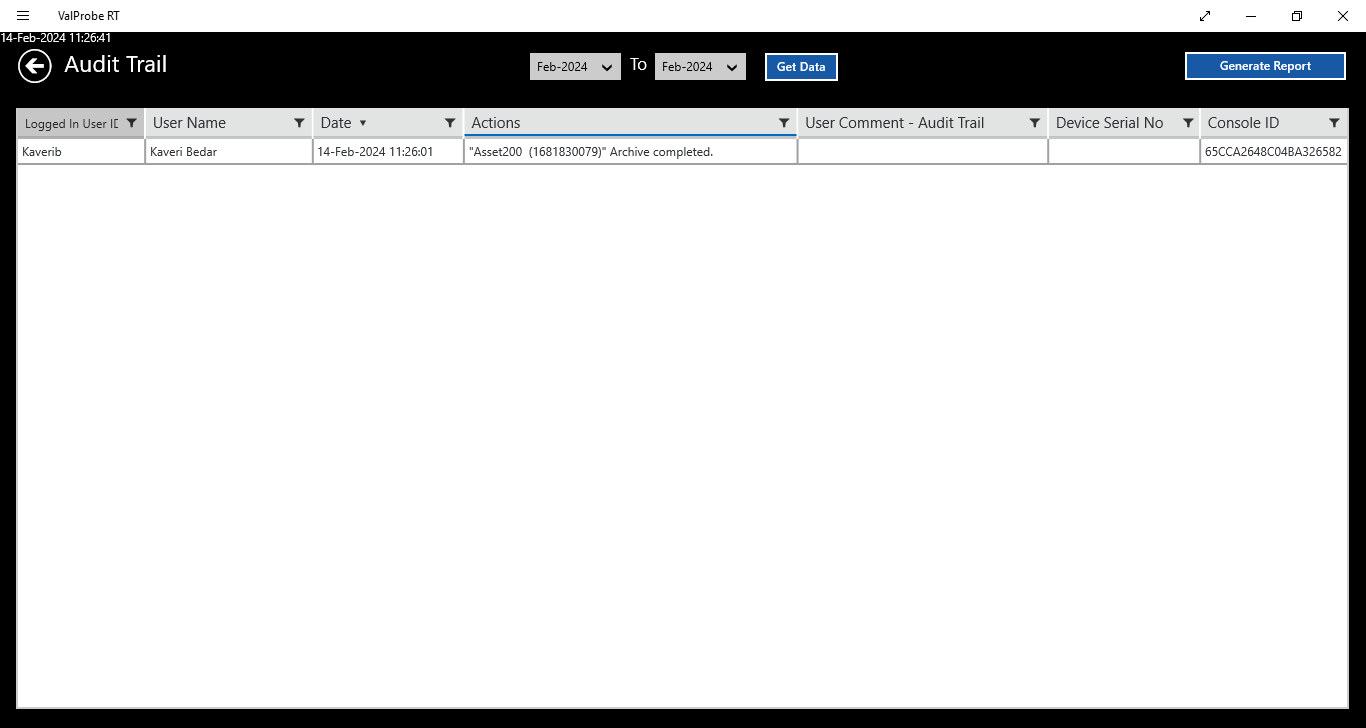 ValProbe RT
14-Feb-2024 11:26:41
Audit Trail
Feb-2024 To Feb-2024 Get Data
Generate Report
Logged In User ID User Name Date Actions User Comment - Audit Trail Device Serial No Console ID
Kaverib Kaveri Bedar 14-Feb-2024 11:26:01 "Asset200  (1681830079)" Archive completed. 65CCA2648C04BA326582